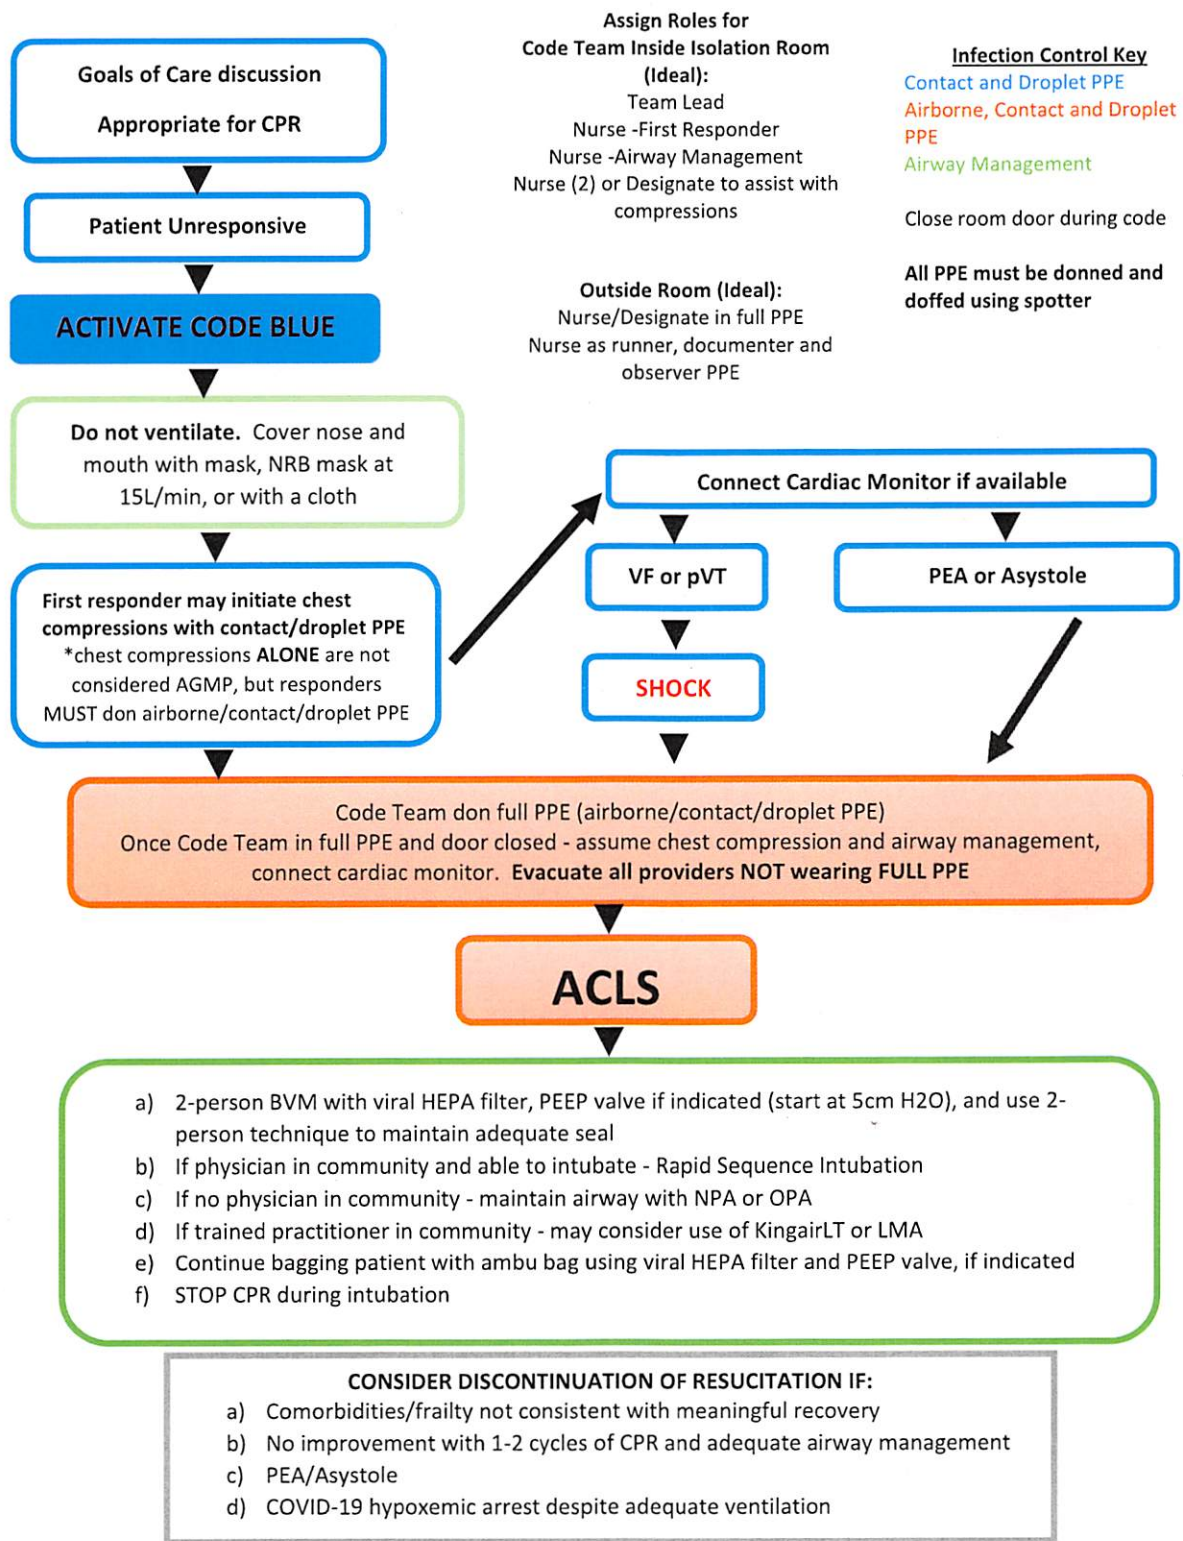 Goals of Care discussion
Appropriate for CPR
Patient Unresponsive
ACTIVATE CODE BLUE
Do not ventilate. Cover nose and
mouth with mask, NRB mask at
15L/min, or with a cloth
First responder may initiate chest
compressions with contact/droplet PPE
*chest compressions ALONE are not
considered AGMP, but responders
MUST don airborne/contact/droplet PPE
Assign Roles for
Code Team Inside Isolation Room
(Ideal):
Team Lead
Nurse -First Responder
Nurse -Airway Management
Nurse (2) or Designate to assist with
compressions
Outside Room (Ideal):
Nurse/Designate in full PPE
Nurse as runner, documenter and
observer PPE
Infection Control Key
Contact and Droplet PPE
Airborne, Contact and Droplet
PPE
Airway Management
Close room door during code
All PPE must be donned and
doffed using spotter
Connect Cardiac Monitor if available
VF or pVT
PEA or Asystole
SHOCK
Code Team don full PPE (airborne/contact/droplet PPE)
Once Code Team in full PPE and door closed - assume chest compression and airway management,
connect cardiac monitor. Evacuate all providers NOT wearing FULL PPE
ACLS
a) 2-person BVM with viral HEPA filter, PEEP valve if indicated (start at 5cm H2O), and use 2-
person technique to maintain adequate seal
b) If physician in community and able to intubate - Rapid Sequence Intubation
c) If no physician in community - maintain airway with NPA or OPA
d) If trained practitioner in community - may consider use of KingairLT or LMA
e) Continue bagging patient with ambu bag using viral HEPA filter and PEEP valve, if indicated
f) STOP CPR during intubation
CONSIDER DISCONTINUATION OF RESUCITATION IF:
a) Comorbidities/frailty not consistent with meaningful recovery
b) No improvement with 1-2 cycles of CPR and adequate airway management
c) PEA/Asystole
d) COVID-19 hypoxemic arrest despite adequate ventilation